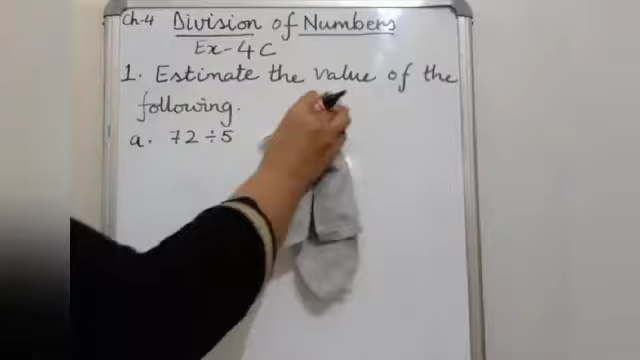 Ch-4 Division of Numbers
Ex-4C
1. Estimate the value of the
following.
a. 72÷5